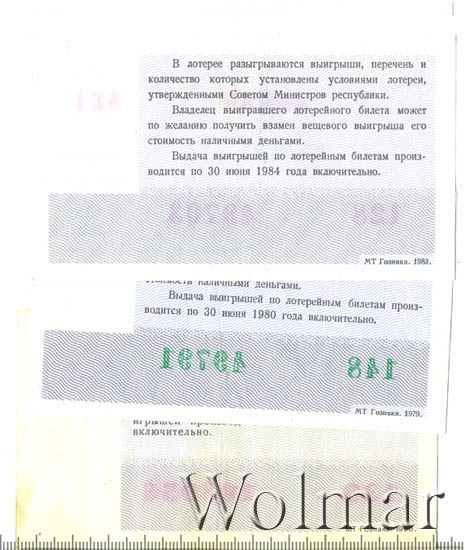 В лотерее разыгрываются выигрыши, перечень и
количество которых установлены условиями лотереи,
утвержденными Советом Министров республики.
Владелец выигравшего лотерейного билета может
по желанию получить взамен вещевого выигрыша его
стоимость наличными деньгами.
Выдача выигрышей по лотерейным билетам произ-
водится по 30 июня 1984 года включительно.
МТ Гознака. 1983.
стоимость наличными деньгами.
Выдача выигрышей по лотерейным билетам произ-
водится по 30 июня 1980 года включительно.
49791 148
МТ Гознака. 1979.
включительно.
Wolmar
МТ Гознака.